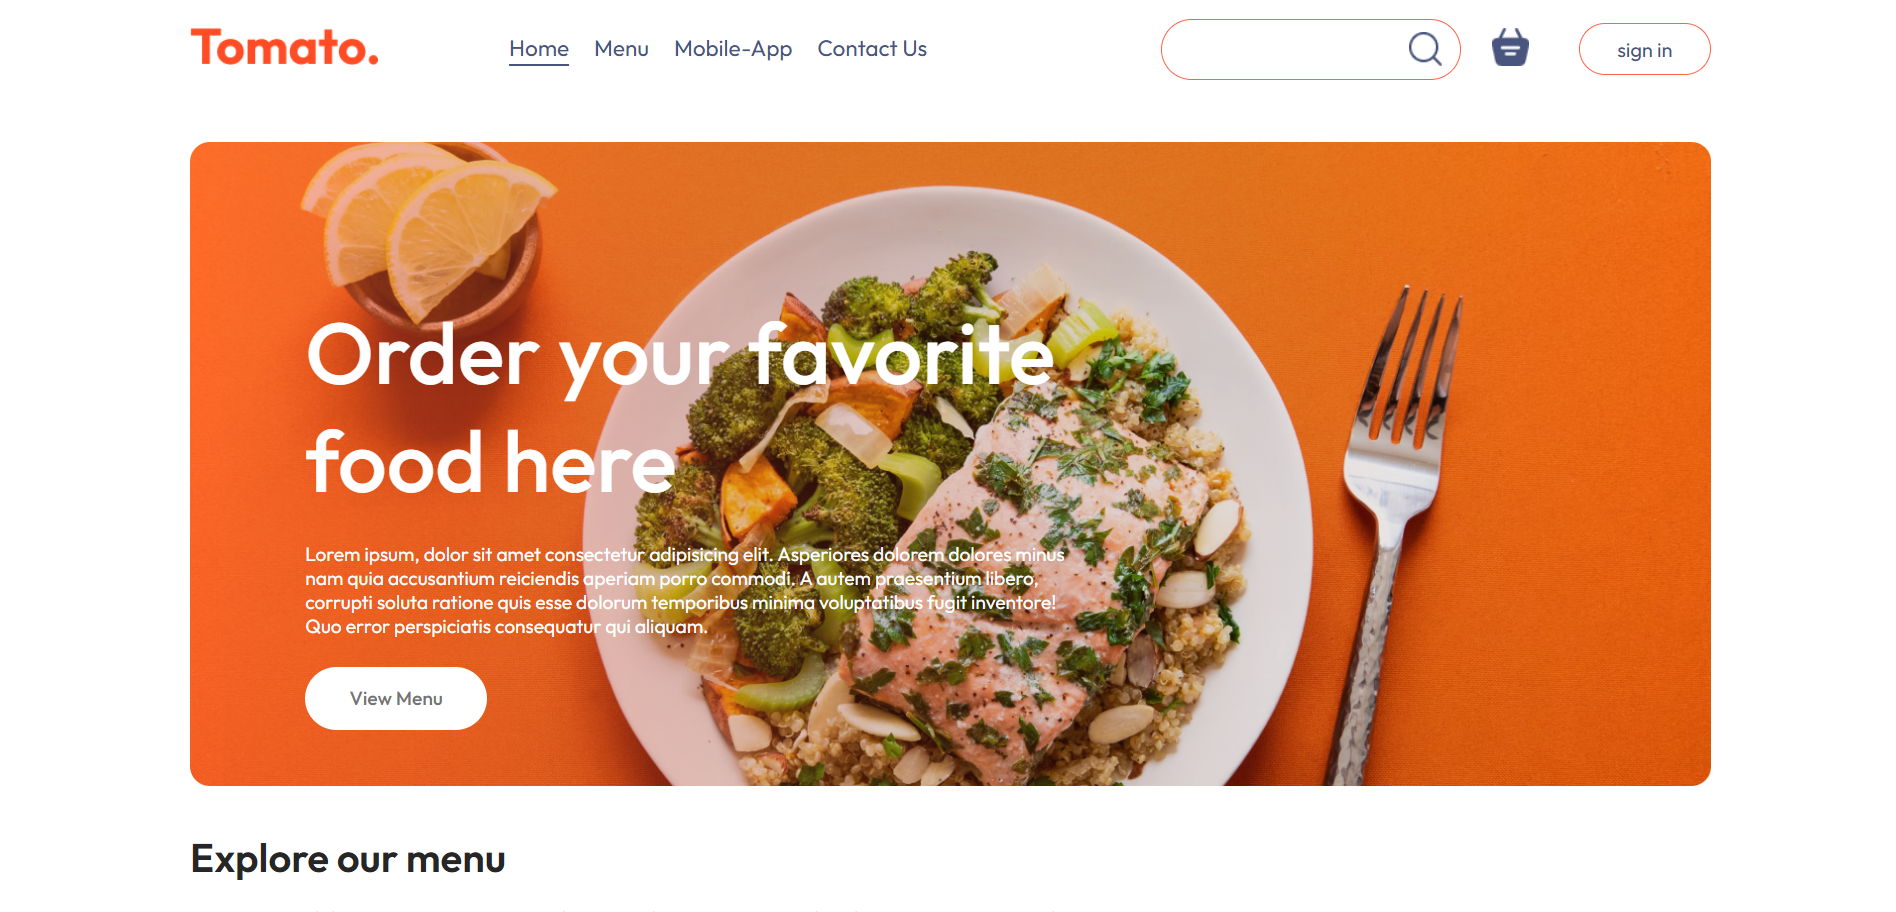 Tomato.
Home Menu Mobile-App Contact Us
sign in
Order your favorite
food here
Lorem ipsum, dolor sit amet consectetur adipisicing elit. Asperiores dolorem dolores minus
nam quia accusantium reiciendis aperiam porro commodi. A autem praesentium libero,
corrupti soluta ratione quis esse dolorum temporibus minima voluptatibus fugit inventore!
Quo error perspiciatis consequatur qui aliquam.
View Menu
Explore our menu